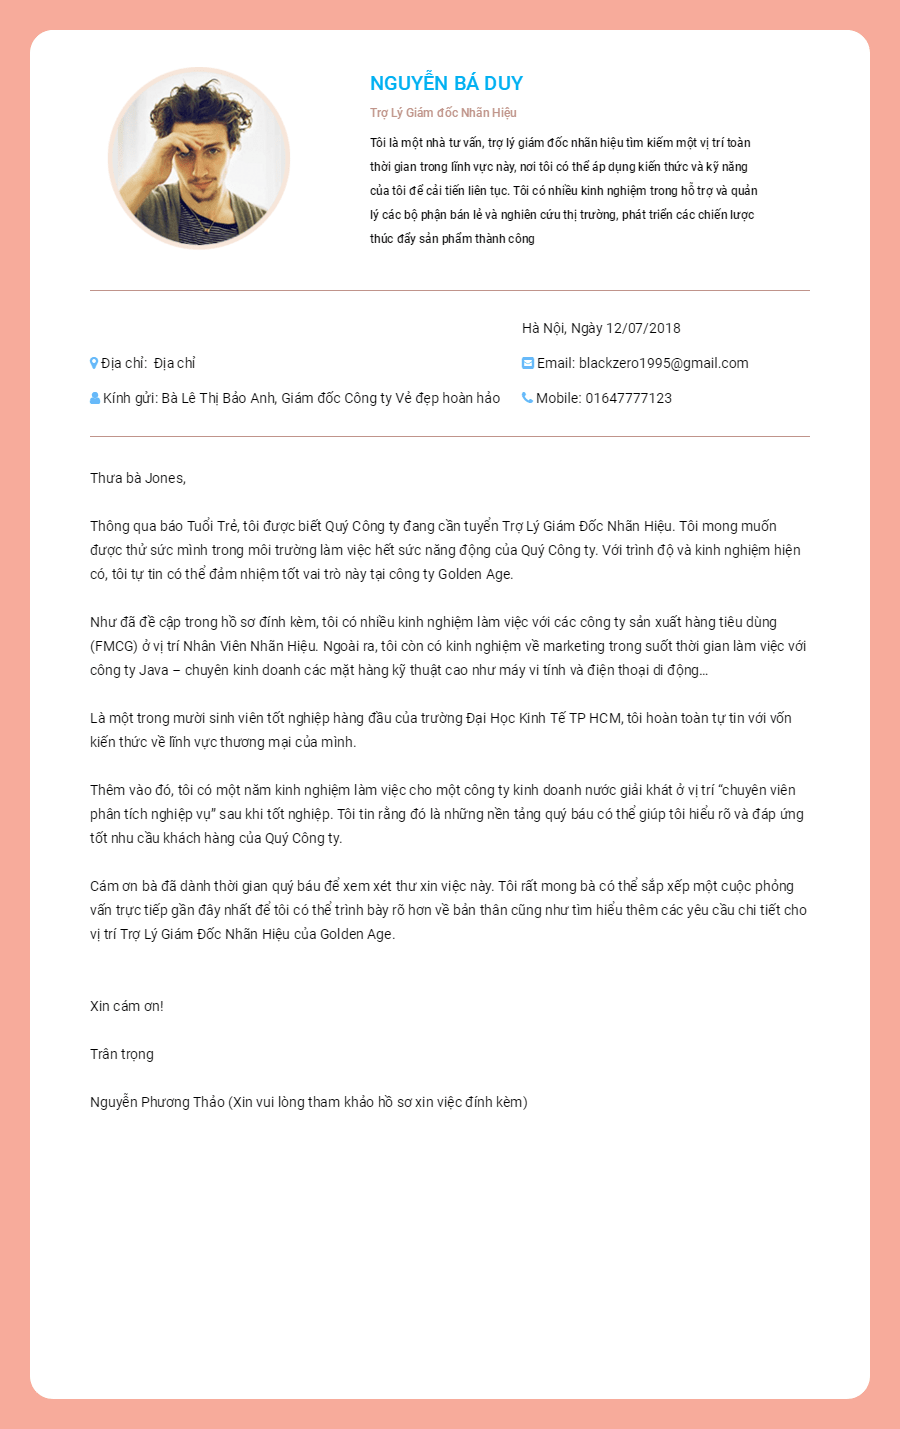 NGUYỄN BÁ DUY
Trợ Lý Giám đốc Nhãn Hiệu
Tôi là một nhà tư vấn, trợ lý giám đốc nhãn hiệu tìm kiếm một vị trí toàn
thời gian trong lĩnh vực này, nơi tôi có thể áp dụng kiến thức và kỹ năng
của tôi để cải tiến liên tục. Tôi có nhiều kinh nghiệm trong hỗ trợ và quản
lý các bộ phận bán lẻ và nghiên cứu thị trường, phát triển các chiến lược
thúc đẩy sản phẩm thành công
Hà Nội, Ngày 12/07/2018
Địa chỉ: Địa chỉ
Email: blackzero1995@gmail.com
Kính gửi: Bà Lê Thị Bảo Anh, Giám đốc Công ty Vẻ đẹp hoàn hảo
Mobile: 01647777123
Thưa bà Jones,
Thông qua báo Tuổi Trẻ, tôi được biết Quý Công ty đang cần tuyển Trợ Lý Giám Đốc Nhãn Hiệu. Tôi mong muốn
được thử sức mình trong môi trường làm việc hết sức năng động của Quý Công ty. Với trình độ và kinh nghiệm hiện
có, tôi tự tin có thể đảm nhiệm tốt vai trò này tại công ty Golden Age.
Như đã đề cập trong hồ sơ đính kèm, tôi có nhiều kinh nghiệm làm việc với các công ty sản xuất hàng tiêu dùng
(FMCG) ở vị trí Nhân Viên Nhãn Hiệu. Ngoài ra, tôi còn có kinh nghiệm về marketing trong suốt thời gian làm việc với
công ty Java – chuyên kinh doanh các mặt hàng kỹ thuật cao như máy vi tính và điện thoại di động…
Là một trong mười sinh viên tốt nghiệp hàng đầu của trường Đại Học Kinh Tế TP HCM, tôi hoàn toàn tự tin với vốn
kiến thức về lĩnh vực thương mại của mình.
Thêm vào đó, tôi có một năm kinh nghiệm làm việc cho một công ty kinh doanh nước giải khát ở vị trí “chuyên viên
phân tích nghiệp vụ” sau khi tốt nghiệp. Tôi tin rằng đó là những nền tảng quý báu có thể giúp tôi hiểu rõ và đáp ứng
tốt nhu cầu khách hàng của Quý Công ty.
Cám ơn bà đã dành thời gian quý báu để xem xét thư xin việc này. Tôi rất mong bà có thể sắp xếp một cuộc phỏng
vấn trực tiếp gần đây nhất để tôi có thể trình bày rõ hơn về bản thân cũng như tìm hiểu thêm các yêu cầu chi tiết cho
vị trí Trợ Lý Giám Đốc Nhãn Hiệu của Golden Age.
Xin cám ơn!
Trân trọng
Nguyễn Phương Thảo (Xin vui lòng tham khảo hồ sơ xin việc đính kèm)